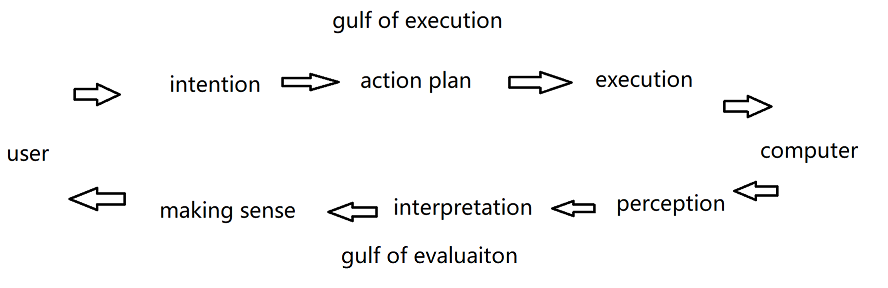 gulf of execution
intention action plan execution
user computer
making sense interpretation perception
gulf of evaluaiton